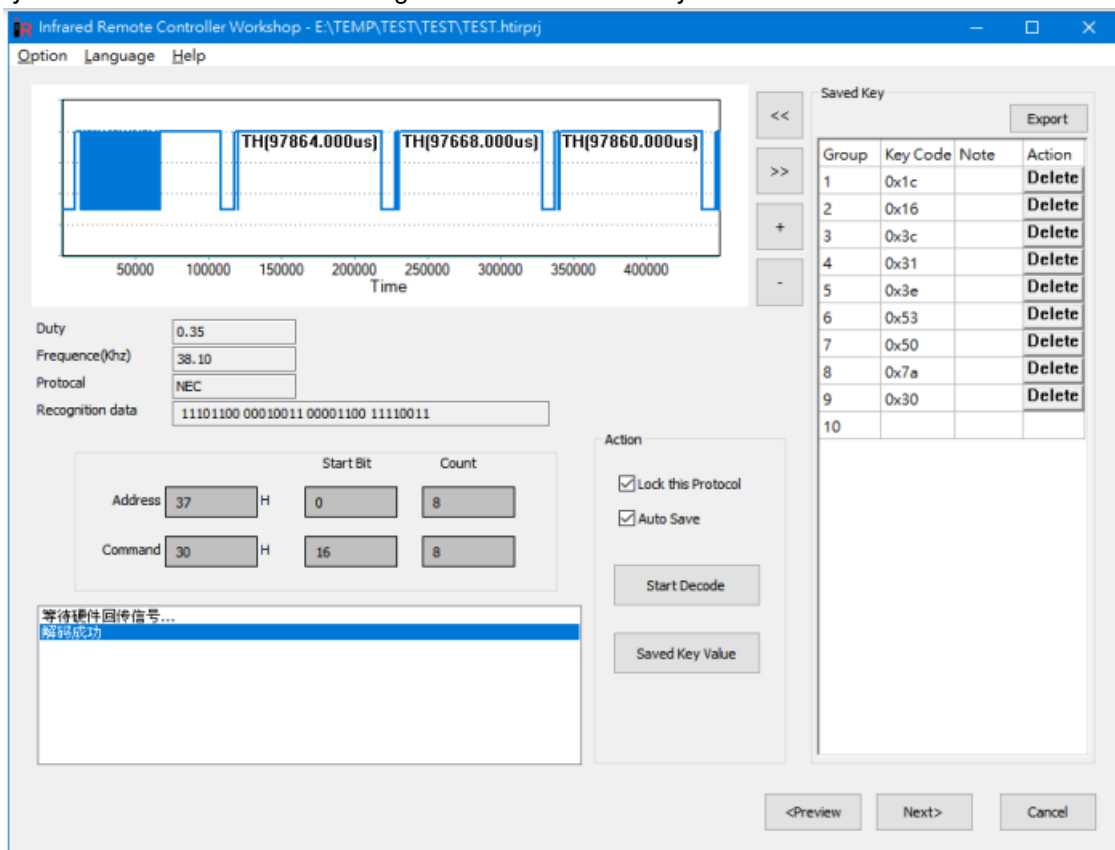 Infrared Remote Controller Workshop - E:\TEMP\TEST\TEST\TEST.htirprj
Option Language Help
TH(97864.000us) TH(97668.000us) TH(97860.000us)
50000 100000 150000 200000 250000 300000 350000 400000
Time
<<
>>
+
-
Duty 0.35
Frequence(Khz) 38.10
Protocal NEC
Recognition data 11101100 00010011 00001100 11110011
Start Bit Count
Address 37 H 0 8
Command 30 H 16 8
等待硬件回传信号...
解码成功
Action
Lock this Protocol
Auto Save
Start Decode
Saved Key Value
Saved Key
Export
Group Key Code Note Action
1 0x1c Delete
2 0x16 Delete
3 0x3c Delete
4 0x31 Delete
5 0x3e Delete
6 0x53 Delete
7 0x50 Delete
8 0x7a Delete
9 0x30 Delete
10
<Preview Next> Cancel